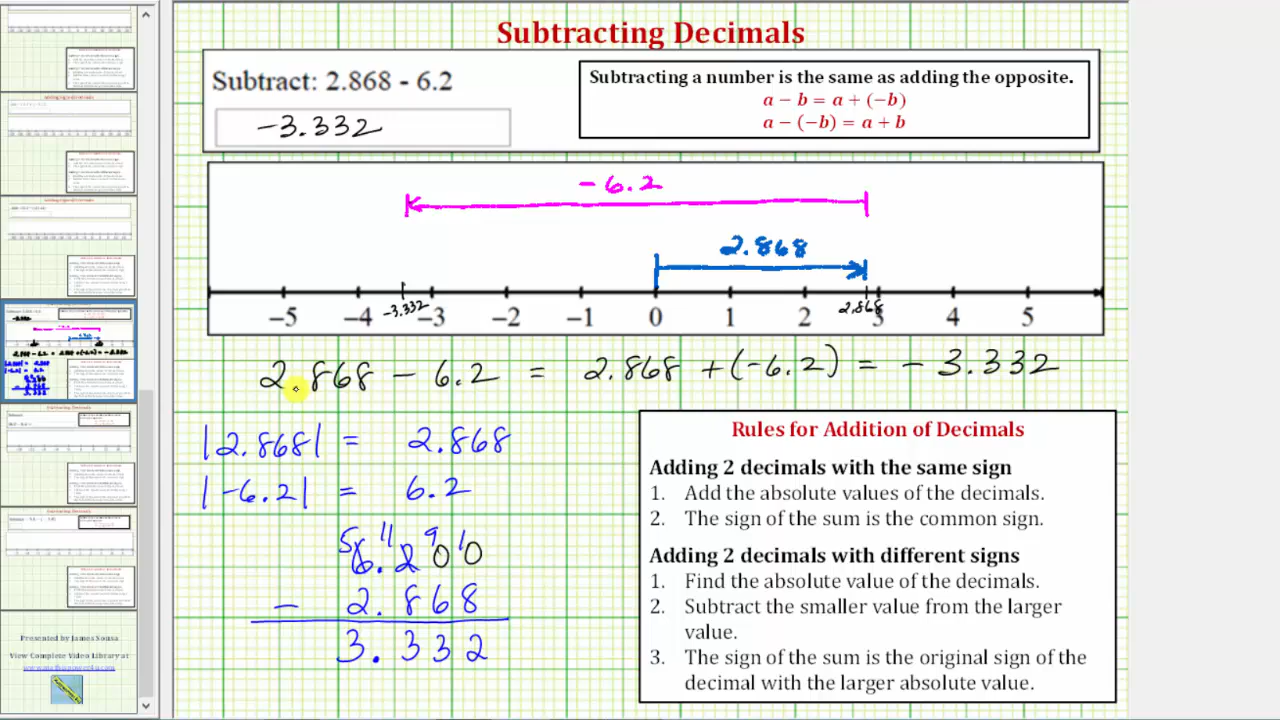 Subtracting Decimals
Subtract: 2.868 - 6.2
-3.332
Subtracting a number is the same as adding the opposite.
a − b = a + (−b)
a − (−b) = a + b
-6.2
2.868
-3.332
2.868
−5 −4 −3 −2 −1 0 1 2 3 4 5
2.868 - 6.2 = 2.868 + (-6.2) = -3.332
|2.868| = 2.868
|-6.2| = 6.2
5 11 9 1
6.200
- 2.868
3.332
Rules for Addition of Decimals
Adding 2 decimals with the same sign
1. Add the absolute values of the decimals.
2. The sign of the sum is the common sign.
Adding 2 decimals with different signs
1. Find the absolute value of the decimals.
2. Subtract the smaller value from the larger
value.
3. The sign of the sum is the original sign of the
decimal with the larger absolute value.
Presented by James Sousa
View Complete Video Library at
www.mathispower4u.com